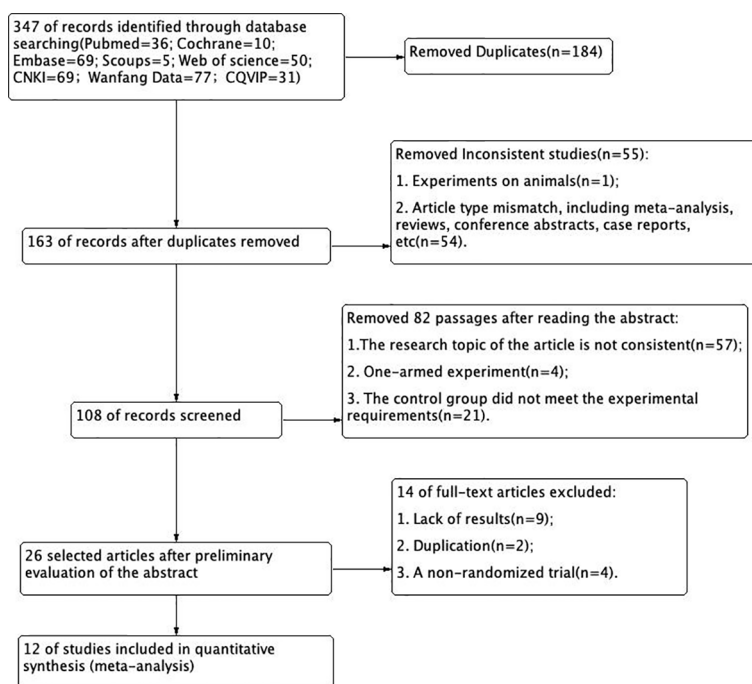 347 of records identified through database
searching(Pubmed=36; Cochrane=10;
Embase=69; Scoups=5; Web of science=50;
CNKI=69; Wanfang Data=77; CQVIP=31)
Removed Duplicates(n=184)
Removed Inconsistent studies(n=55):
1. Experiments on animals(n=1);
2. Article type mismatch, including meta-analysis,
reviews, conference abstracts, case reports,
etc(n=54).
163 of records after duplicates removed
Removed 82 passages after reading the abstract:
1.The research topic of the article is not consistent(n=57);
2. One-armed experiment(n=4);
3. The control group did not meet the experimental
requirements(n=21).
108 of records screened
14 of full-text articles excluded:
1. Lack of results(n=9);
2. Duplication(n=2);
3. A non-randomized trial(n=4).
26 selected articles after preliminary
evaluation of the abstract
12 of studies included in quantitative
synthesis (meta-analysis)